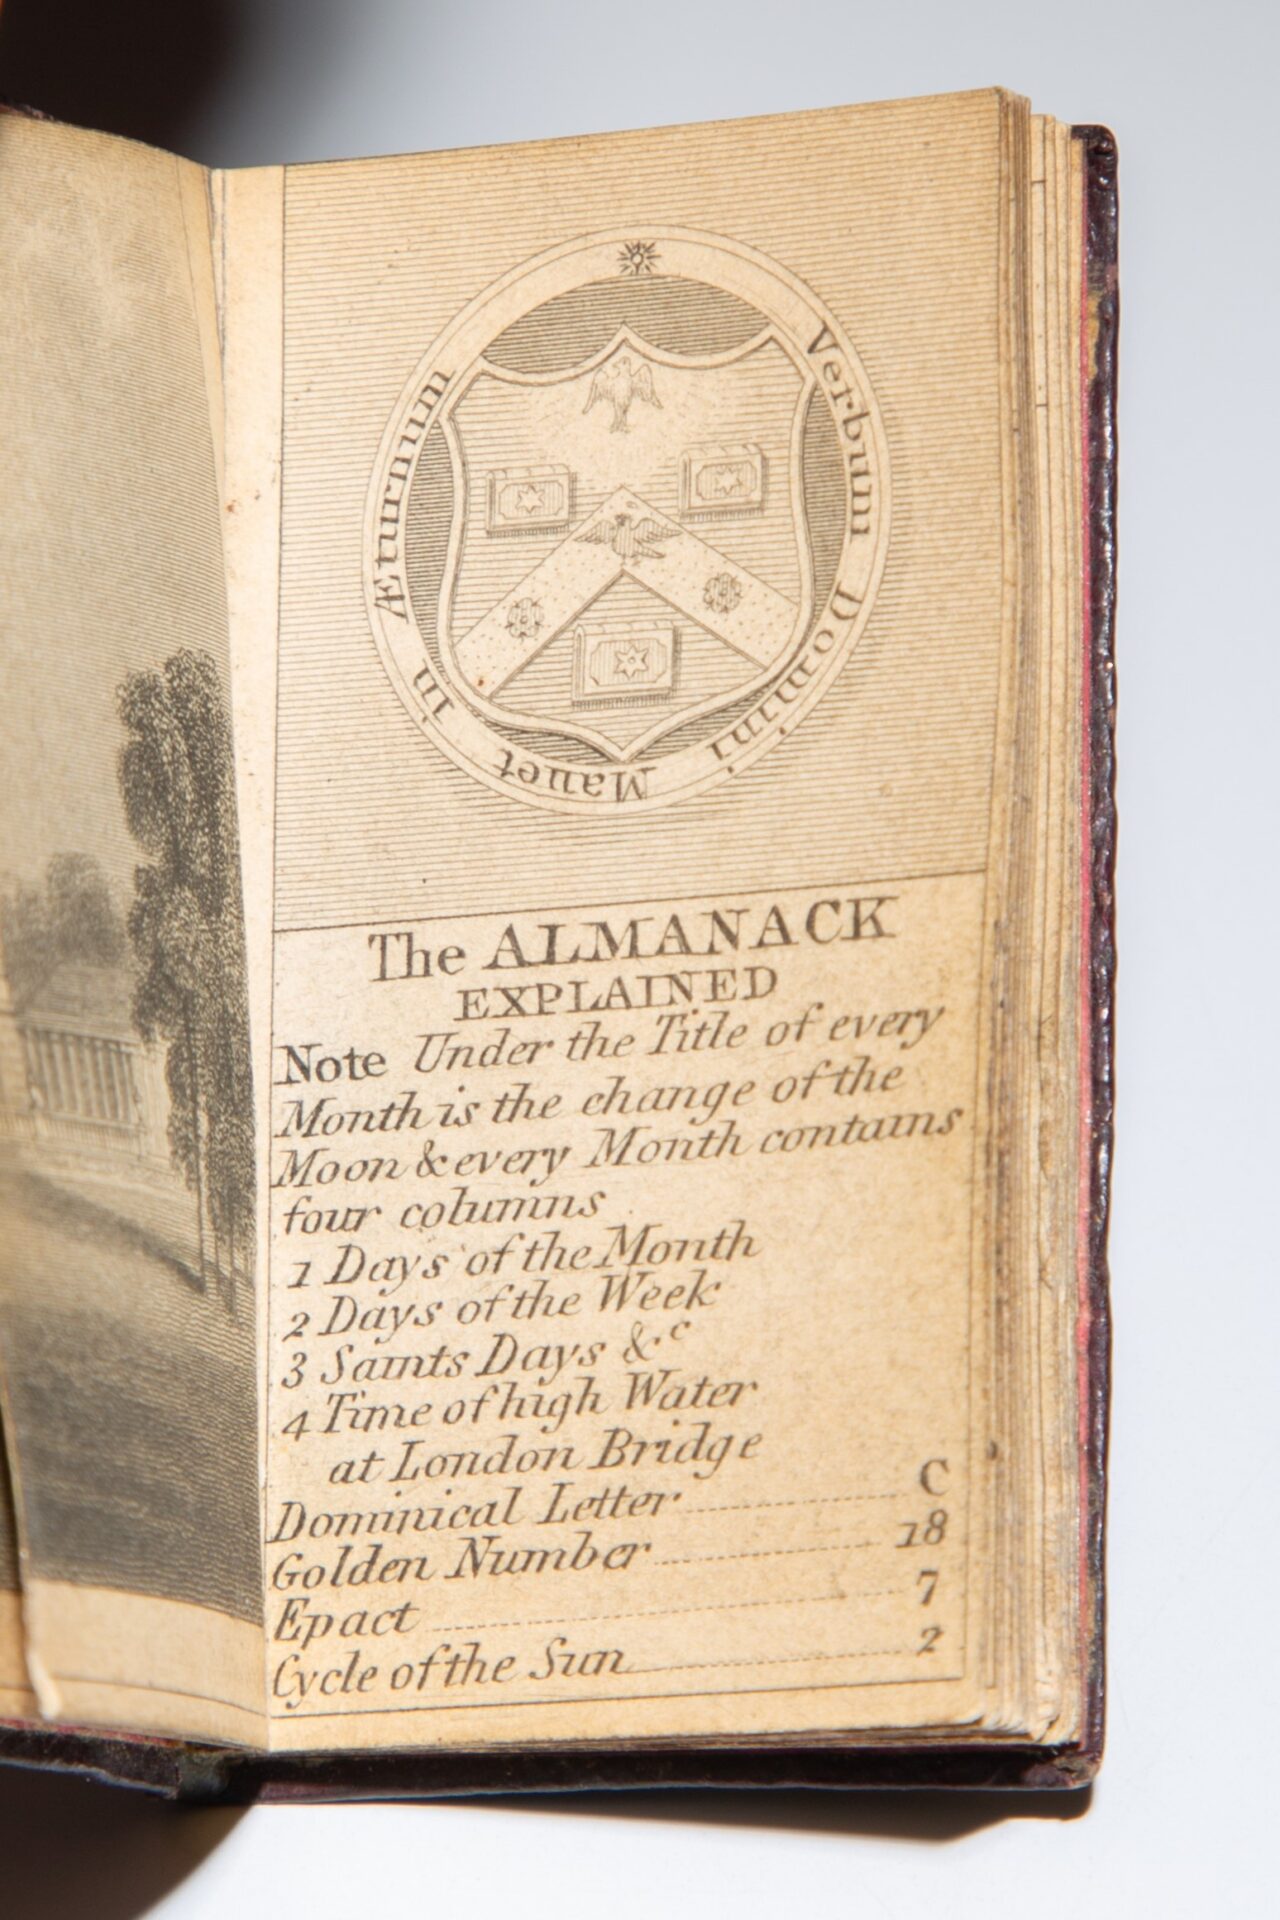 Verbum Domini Manet in Æturnum
The ALMANACK
EXPLAINED
Note Under the Title of every
Month is the change of the
Moon & every Month contains
four columns
1 Days of the Month
2 Days of the Week
3 Saints Days &c
4 Time of high Water
at London Bridge
Dominical Letter C
Golden Number 18
Epact 7
Cycle of the Sun 2